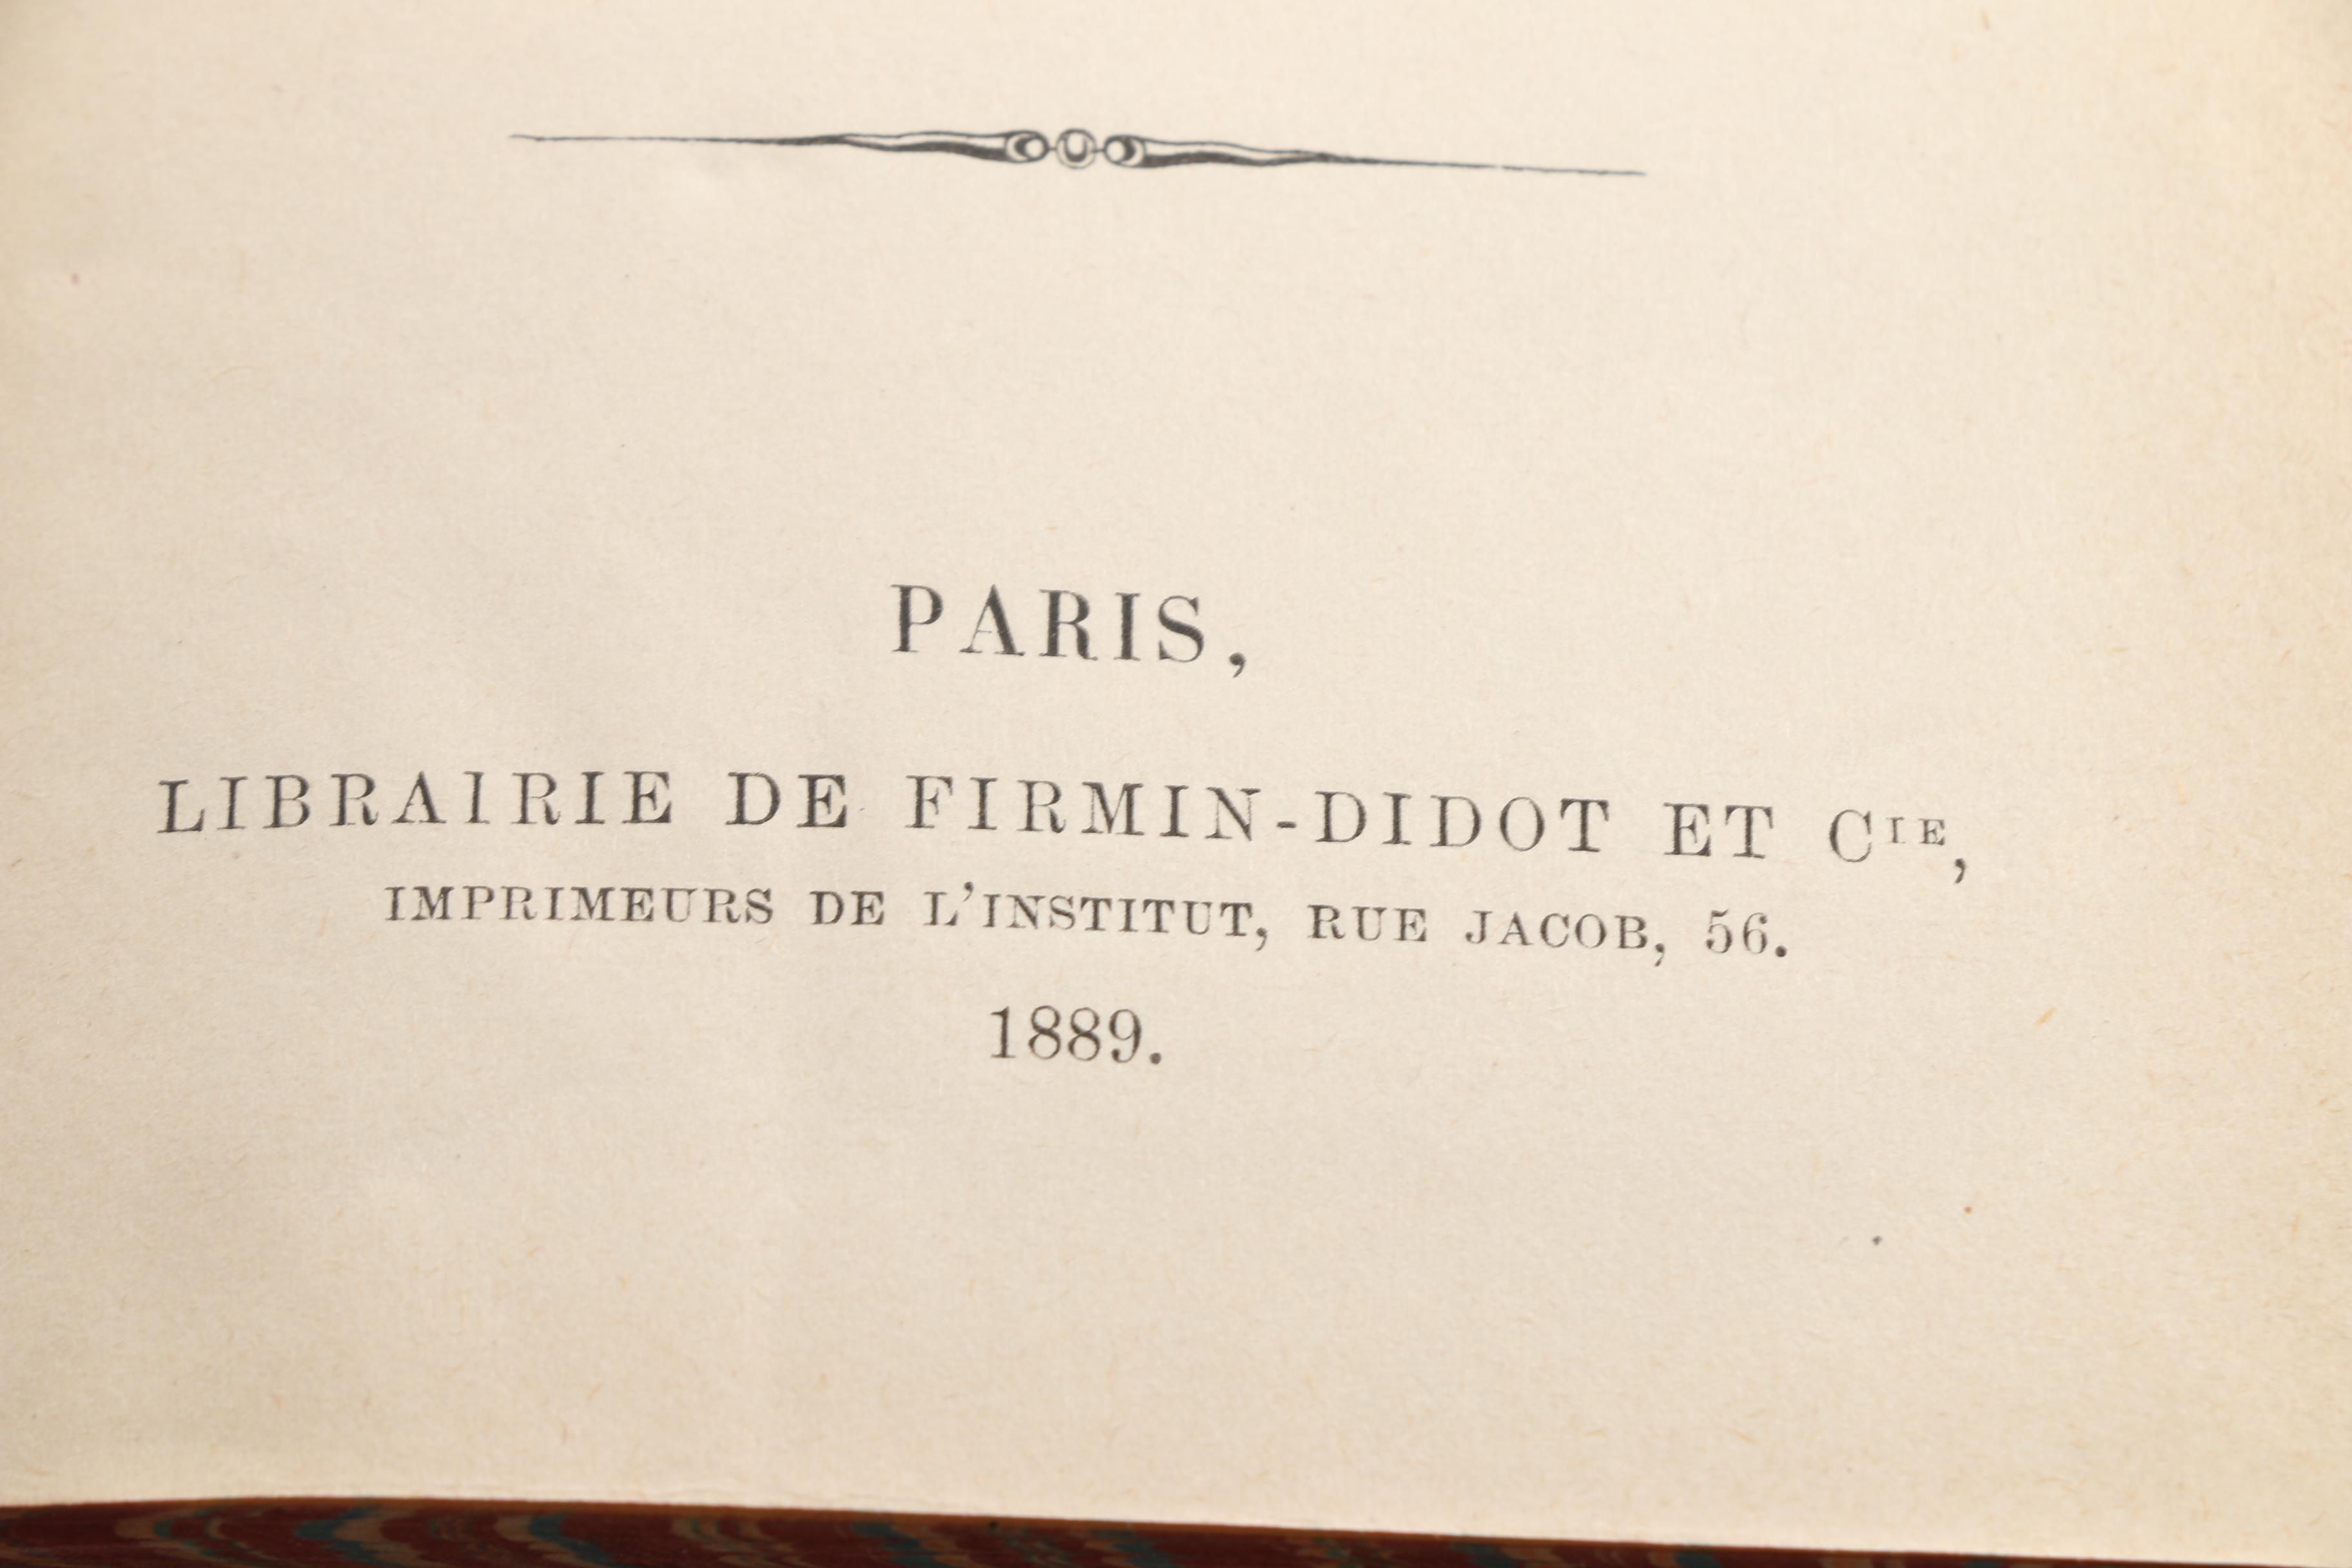 PARIS,
LIBRAIRIE DE FIRMIN-DIDOT ET Cᴵᴱ,
IMPRIMEURS DE L'INSTITUT, RUE JACOB, 56.
1889.